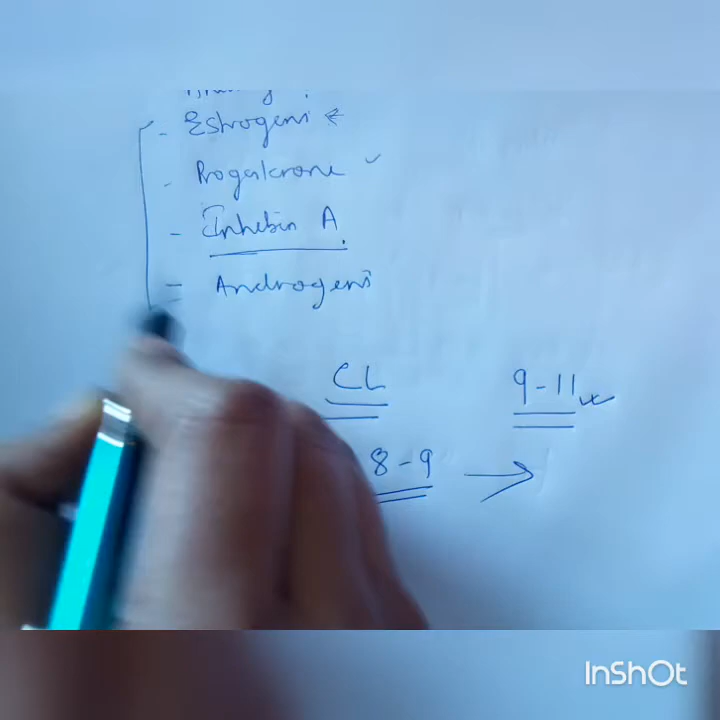 - Estrogens ←
- Progesterone ✓
- Inhibin A
- Androgens
CL 9-11
8-9 →
InShOt